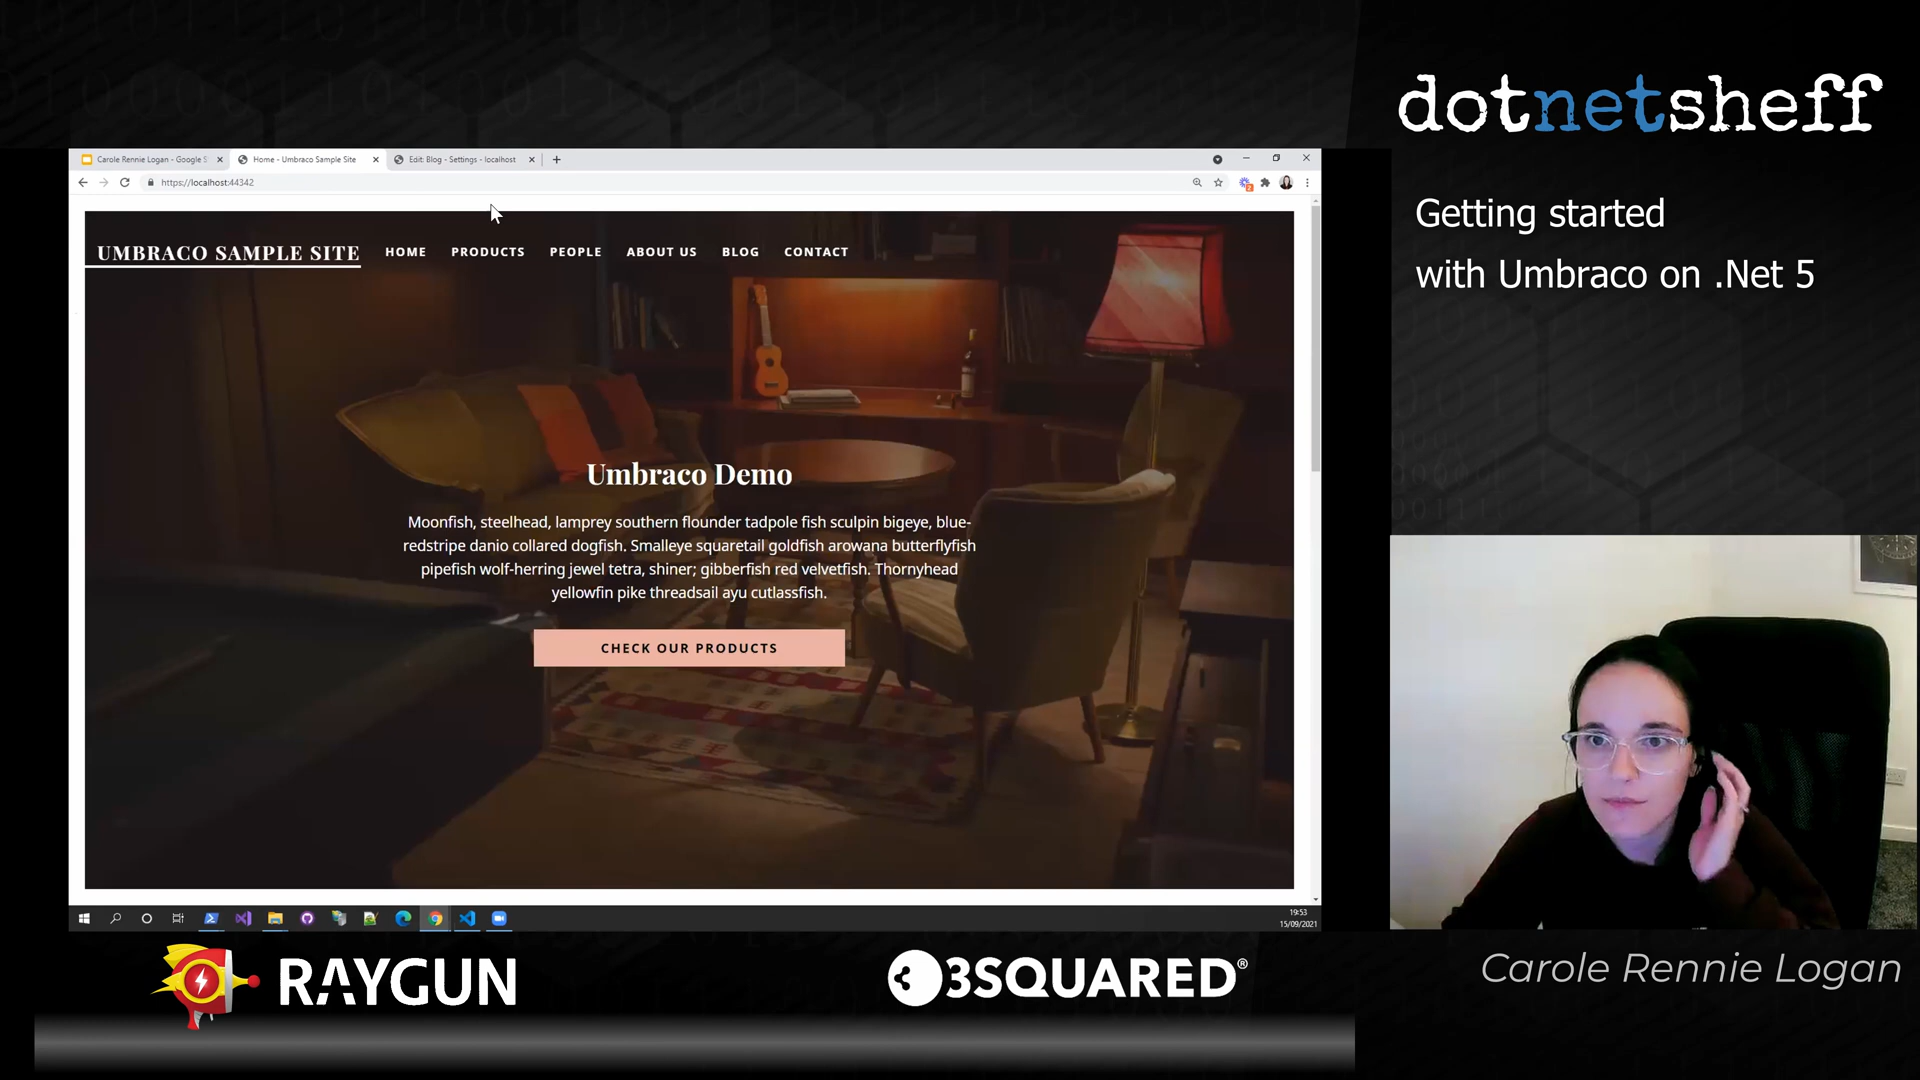 dotnetsheff
Getting started
with Umbraco on .Net 5
Carole Rennie Logan - Google S
Home - Umbraco Sample Site
Edit: Blog - Settings - localhost
https://localhost:44342
UMBRACO SAMPLE SITE
HOME
PRODUCTS
PEOPLE
ABOUT US
BLOG
CONTACT
Umbraco Demo
Moonfish, steelhead, lamprey southern flounder tadpole fish sculpin bigeye, blue-
redstripe danio collared dogfish. Smalleye squaretail goldfish arowana butterflyfish
pipefish wolf-herring jewel tetra, shiner; gibberfish red velvetfish. Thornyhead
yellowfin pike threadsail ayu cutlassfish.
CHECK OUR PRODUCTS
19:53
15/09/2021
RAYGUN
3SQUARED®
Carole Rennie Logan